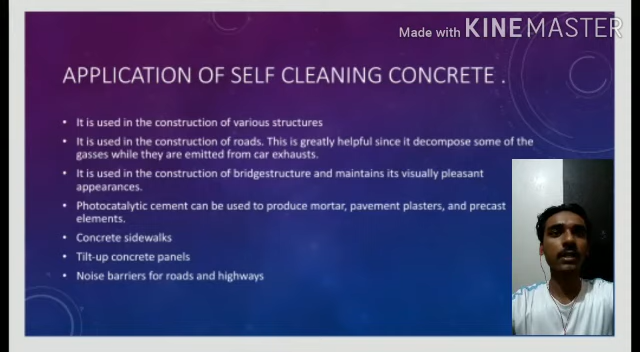 Made with KINEMASTER
APPLICATION OF SELF CLEANING CONCRETE .
• It is used in the construction of various structures
• It is used in the construction of roads. This is greatly helpful since it decompose some of the
gasses while they are emitted from car exhausts.
• It is used in the construction of bridgestructure and maintains its visually pleasant
appearances.
• Photocatalytic cement can be used to produce mortar, pavement plasters, and precast
elements.
• Concrete sidewalks
• Tilt-up concrete panels
• Noise barriers for roads and highways